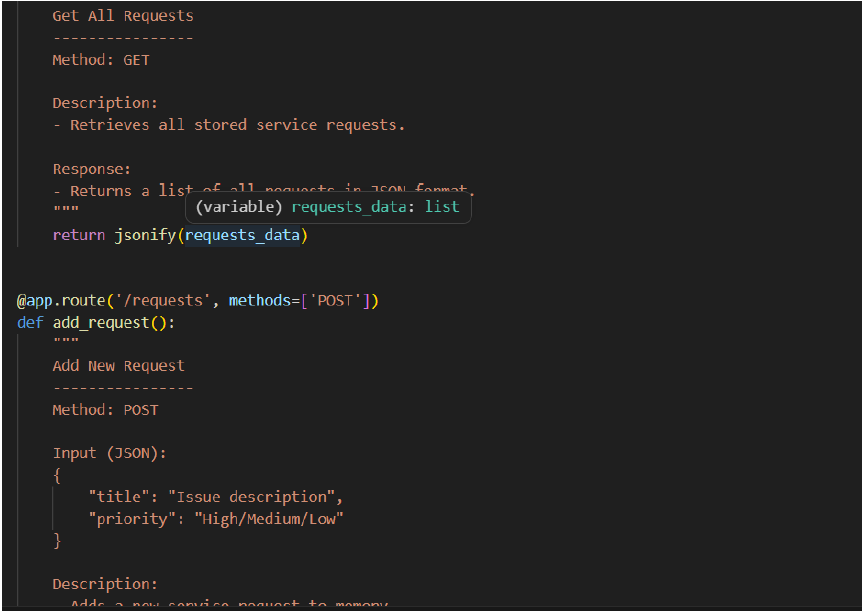 Get All Requests
----------------
Method: GET
Description:
- Retrieves all stored service requests.
Response:
- Returns a list of all requests in JSON format.
"""
(variable) requests_data: list
return jsonify(requests_data)
@app.route('/requests', methods=['POST'])
def add_request():
"""
Add New Request
----------------
Method: POST
Input (JSON):
{
"title": "Issue description",
"priority": "High/Medium/Low"
}
Description:
- Adds a new service request to memory.